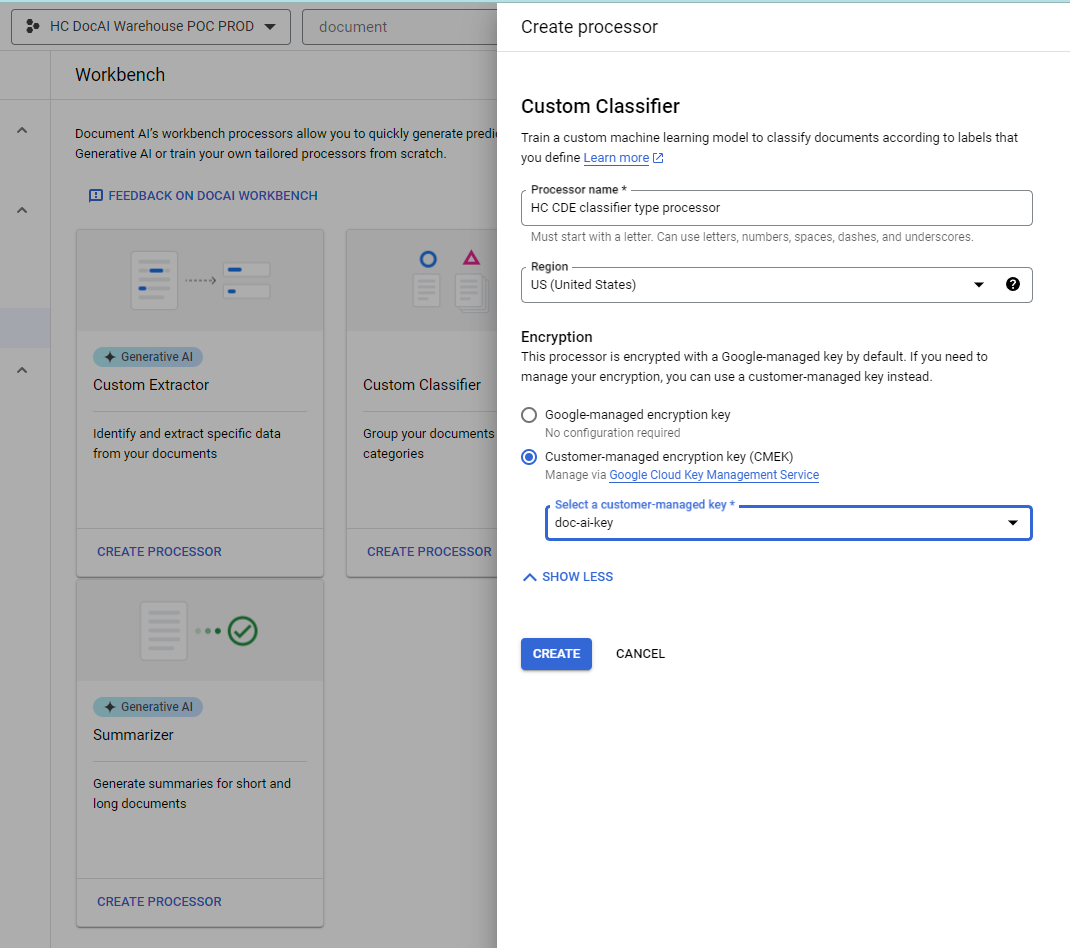 HC DocAI Warehouse POC PROD
document
Workbench
Document AI's workbench processors allow you to quickly generate
Generative AI or train your own tailored processors from scratch.
FEEDBACK ON DOCAI WORKBENCH
Generative AI
Custom Extractor
Identify and extract specific data
from your documents
CREATE PROCESSOR
Custom Classifier
Group your documents
categories
CREATE PROCESSOR
Generative AI
Summarizer
Generate summaries for short and
long documents
CREATE PROCESSOR
Create processor
Custom Classifier
Train a custom machine learning model to classify documents according to labels that
you define Learn more
Processor name *
HC CDE classifier type processor
Must start with a letter. Can use letters, numbers, spaces, dashes, and underscores.
Region
US (United States)
Encryption
This processor is encrypted with a Google-managed key by default. If you need to
manage your encryption, you can use a customer-managed key instead.
Google-managed encryption key
No configuration required
Customer-managed encryption key (CMEK)
Manage via Google Cloud Key Management Service
Select a customer-managed key *
doc-ai-key
SHOW LESS
CREATE
CANCEL